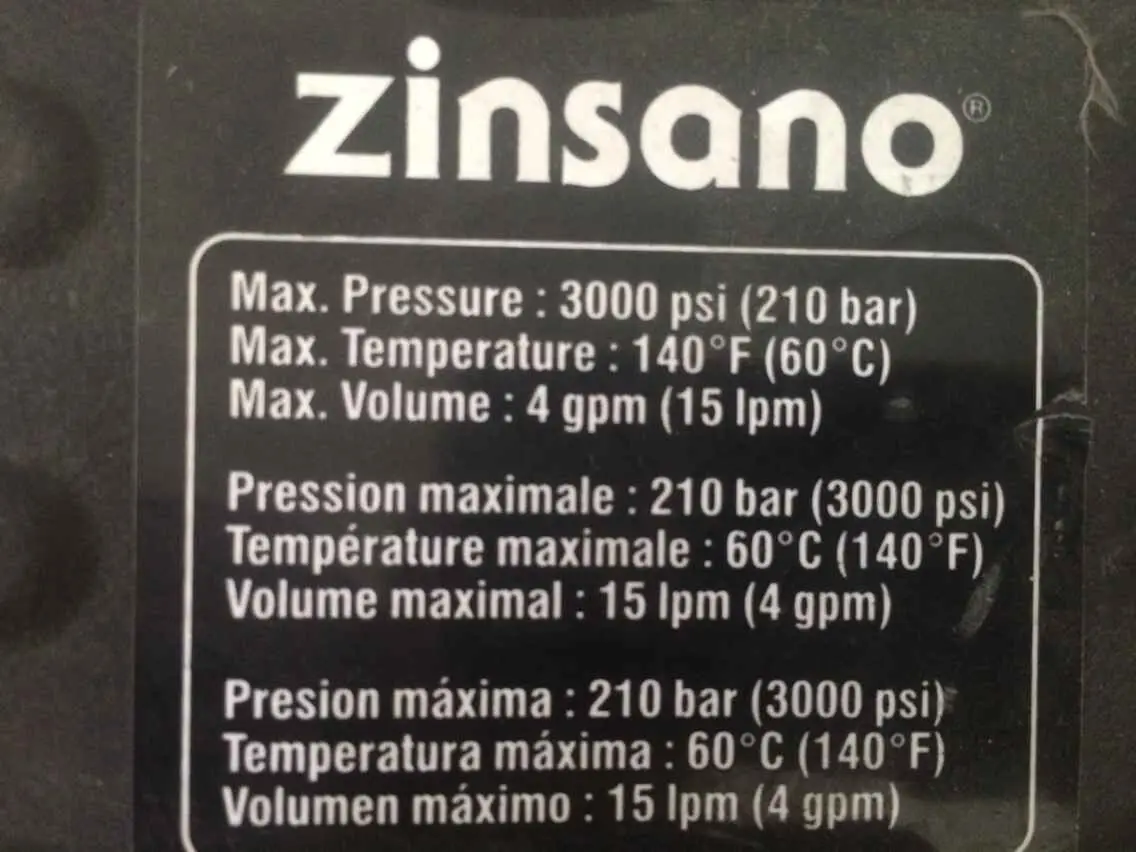 zinsano®
Max. Pressure : 3000 psi (210 bar)
Max. Temperature : 140°F (60°C)
Max. Volume : 4 gpm (15 lpm)
Pression maximale : 210 bar (3000 psi)
Température maximale : 60°C (140°F)
Volume maximal : 15 lpm (4 gpm)
Presion máxima : 210 bar (3000 psi)
Temperatura máxima : 60°C (140°F)
Volumen máximo : 15 lpm (4 gpm)